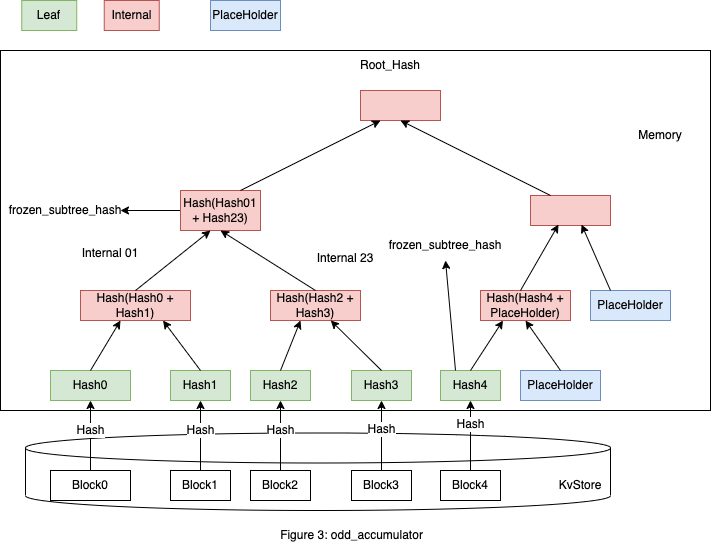 Leaf
Internal
PlaceHolder
Root_Hash
Memory
Hash(Hash01
+ Hash23)
frozen_subtree_hash
Internal 01
Internal 23
frozen_subtree_hash
Hash(Hash0 +
Hash1)
Hash(Hash2 +
Hash3)
Hash(Hash4 +
PlaceHolder)
PlaceHolder
Hash0
Hash1
Hash2
Hash3
Hash4
PlaceHolder
Hash
Hash
Hash
Hash
Hash
Block0
Block1
Block2
Block3
Block4
KvStore
Figure 3: odd_accumulator